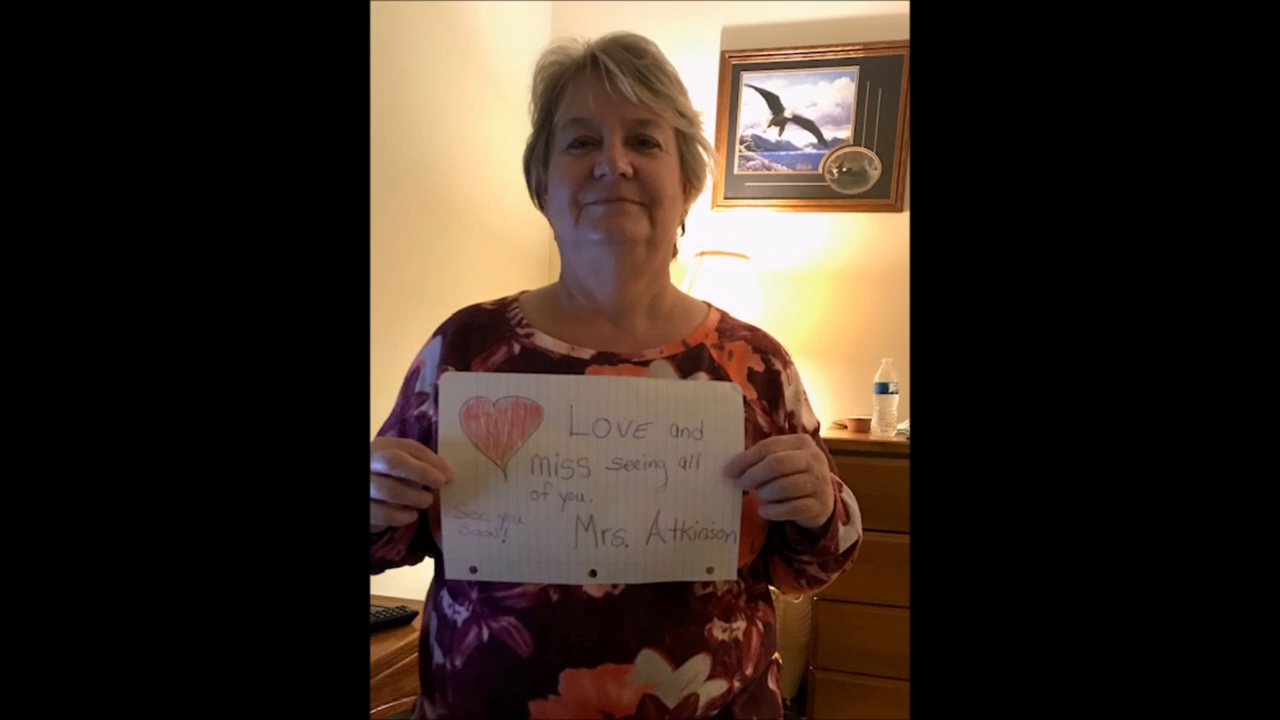 LOVE and
miss seeing all
of you.
See you
soon!
Mrs. Atkinson